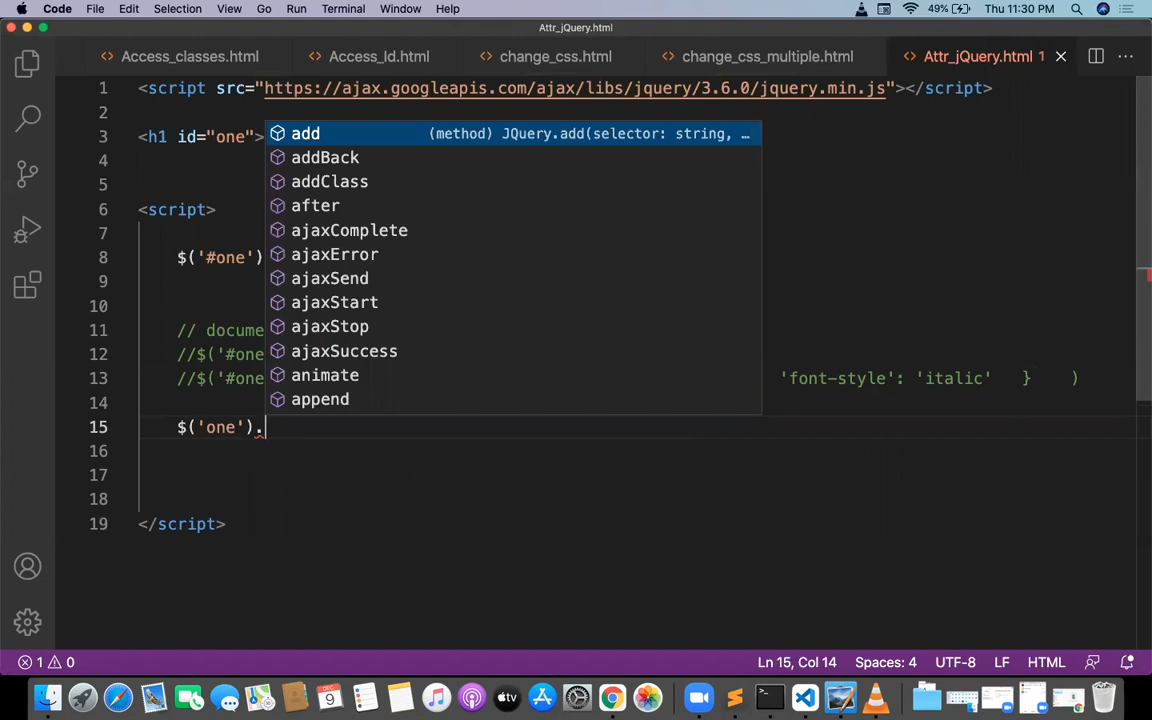 Code File Edit Selection View Go Run Terminal Window Help 49% Thu 11:30 PM
Attr_jQuery.html
Access_classes.html Access_Id.html change_css.html change_css_multiple.html Attr_jQuery.html 1
1 <script src="https://ajax.googleapis.com/ajax/libs/jquery/3.6.0/jquery.min.js"></script>
2
3 <h1 id="one">
add (method) JQuery.add(selector: string, …
4
addBack
5
addClass
6 <script>
after
7
ajaxComplete
8 $('#one')
ajaxError
9
ajaxSend
10
ajaxStart
11 // docume
ajaxStop
12 //$('#one
ajaxSuccess
13 //$('#one 'font-style': 'italic' } )
animate
14
append
15 $('one').
16
17
18
19 </script>
1 0 Ln 15, Col 14 Spaces: 4 UTF-8 LF HTML
9
tv